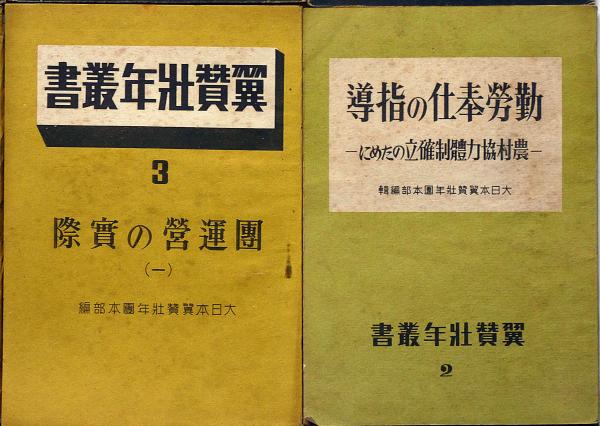 翼贊壯年叢書
3
團運營の實際
(一)
大日本翼贊壯年團本部編
勤勞奉仕の指導
―農村協力體制確立のために―
大日本翼贊壯年團本部編輯
翼贊壯年叢書
2